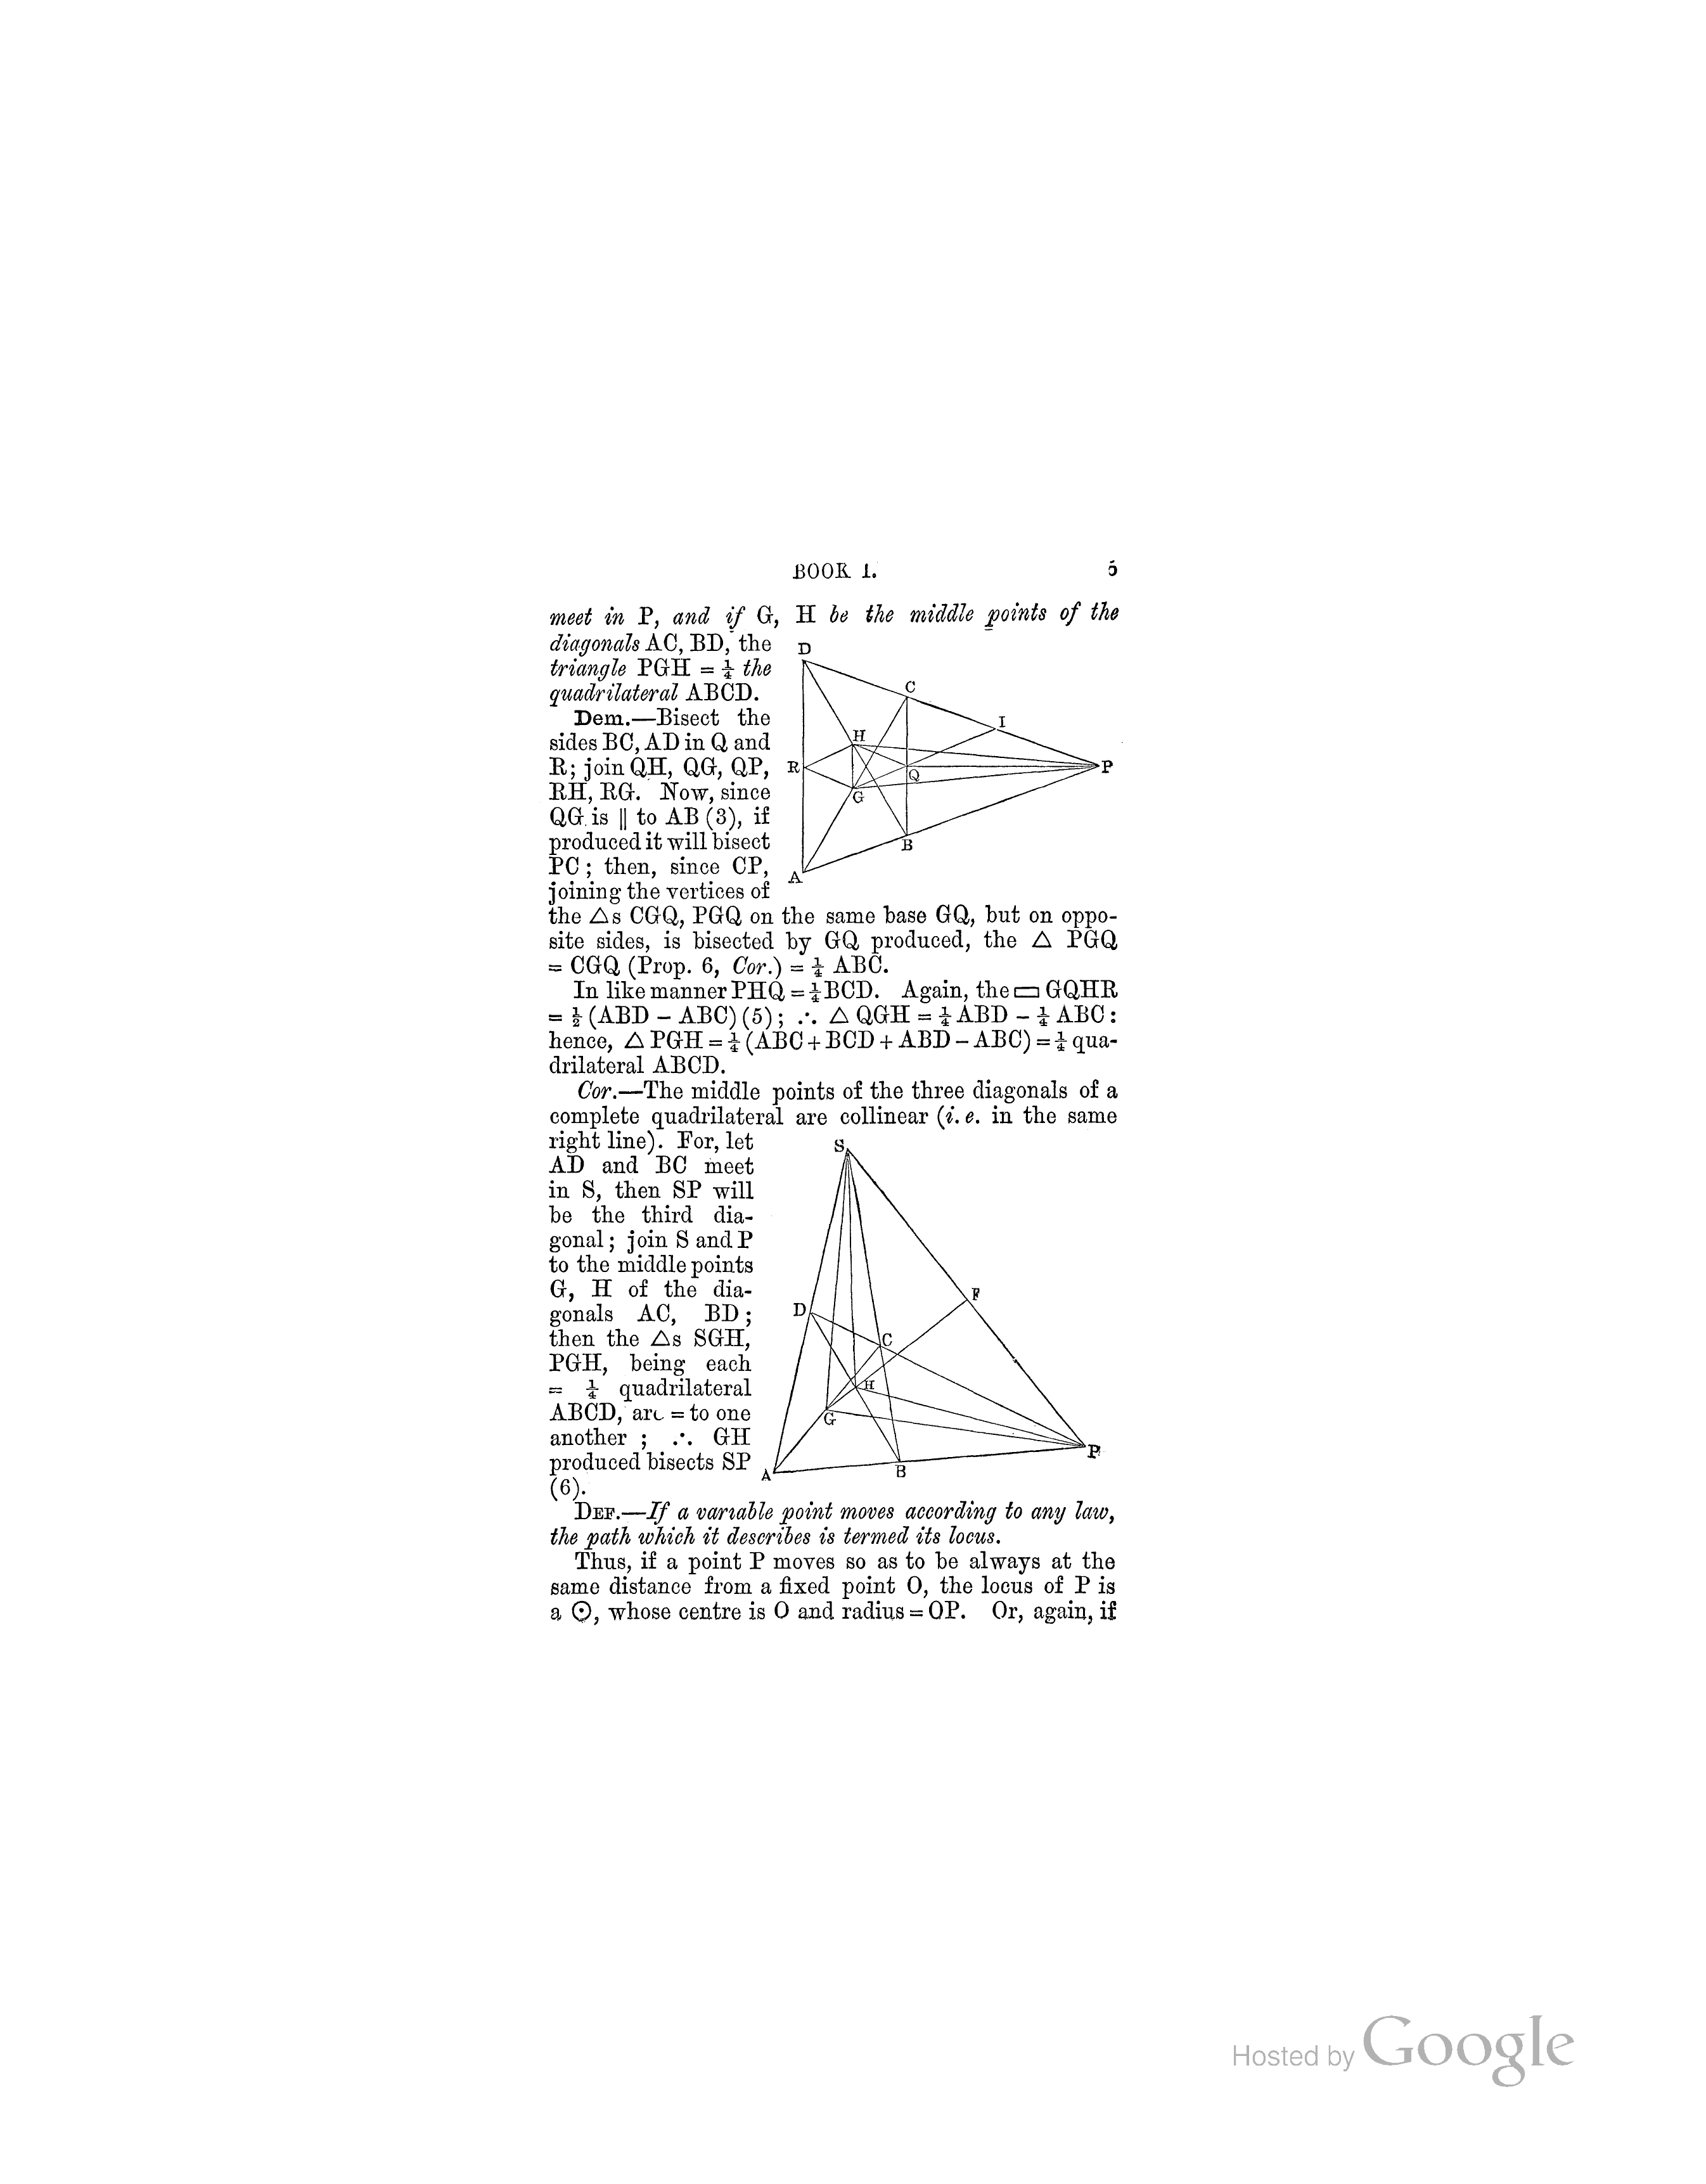 BOOK I. 5
meet in P, and if G, H be the middle points of the
diagonals AC, BD, the
triangle PGH = ¼ the
quadrilateral ABCD.
Dem.—Bisect the
sides BC, AD in Q and
R; join QH, QG, QP,
RH, RG. Now, since
QG is || to AB (3), if
produced it will bisect
PC; then, since CP,
joining the vertices of
D
C
I
H
R
Q
P
G
B
A
the △s CGQ, PGQ on the same base GQ, but on oppo-
site sides, is bisected by GQ produced, the △ PGQ
= CGQ (Prop. 6, Cor.) = ¼ ABC.
In like manner PHQ = ¼ BCD. Again, the ▭ GQHR
= ½ (ABD – ABC) (5); ∴ △ QGH = ¼ ABD – ¼ ABC:
hence, △ PGH = ¼ (ABC + BCD + ABD – ABC) = ¼ qua-
drilateral ABCD.
Cor.—The middle points of the three diagonals of a
complete quadrilateral are collinear (i. e. in the same
right line). For, let
AD and BC meet
in S, then SP will
be the third dia-
gonal; join S and P
to the middle points
G, H of the dia-
gonals AC, BD;
then the △s SGH,
PGH, being each
= ¼ quadrilateral
ABCD, are = to one
another; ∴ GH
produced bisects SP
(6).
S
F
D
C
H
G
P
A
B
DEF.—If a variable point moves according to any law,
the path which it describes is termed its locus.
Thus, if a point P moves so as to be always at the
same distance from a fixed point O, the locus of P is
a ⊙, whose centre is O and radius = OP. Or, again, if
Hosted by Google